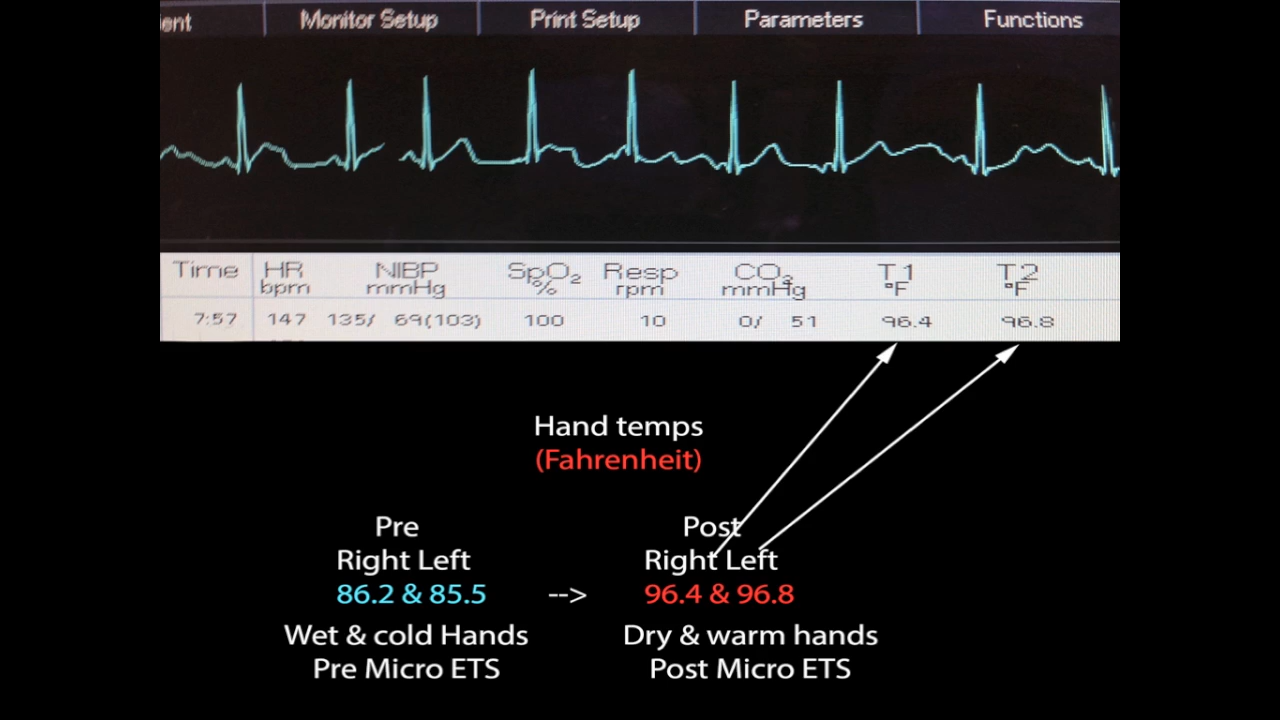 ent Monitor Setup Print Setup Parameters Functions
Time HR NIBP SpO₂ Resp CO₂ T1 T2
bpm mmHg % rpm mmHg °F °F
7:57 147 135/ 69(103) 100 10 0/ 51 96.4 96.8
Hand temps
(Fahrenheit)
Pre Post
Right Left Right Left
86.2 & 85.5 --> 96.4 & 96.8
Wet & cold Hands Dry & warm hands
Pre Micro ETS Post Micro ETS